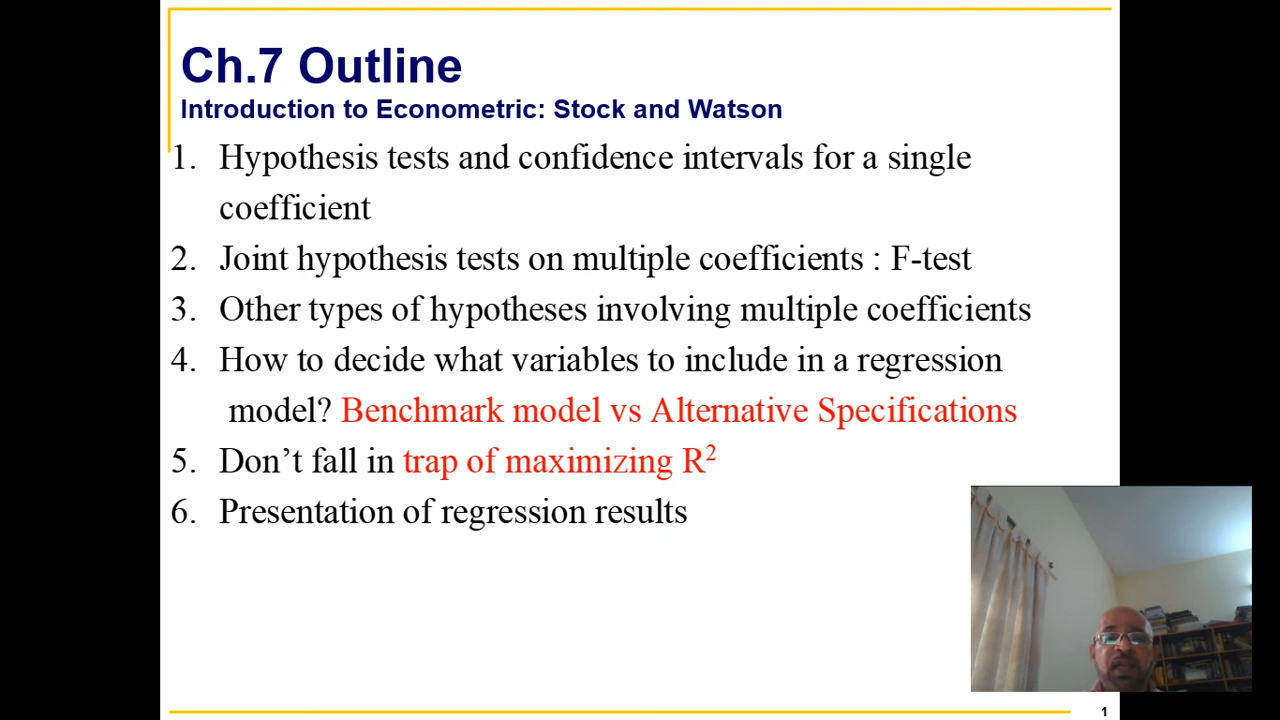 Ch.7 Outline
Introduction to Econometric: Stock and Watson
1. Hypothesis tests and confidence intervals for a single
coefficient
2. Joint hypothesis tests on multiple coefficients : F-test
3. Other types of hypotheses involving multiple coefficients
4. How to decide what variables to include in a regression
model? Benchmark model vs Alternative Specifications
5. Don’t fall in trap of maximizing R²
6. Presentation of regression results
1